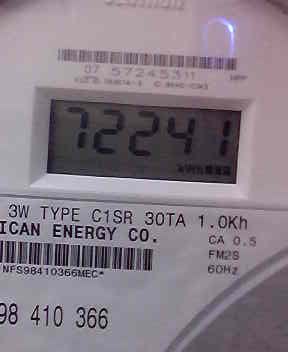 07 57245311
72241
3W TYPE C1SR 30TA 1.0Kh
ICAN ENERGY CO.
CA 0.5
FM2S
60Hz
NFS98410366MEC*
98 410 366